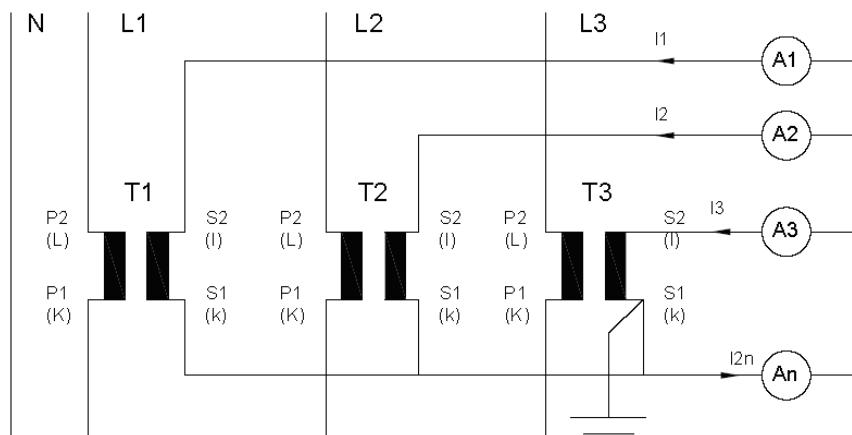 N L1 L2 L3
I1 A1
I2 A2
T1 T2 T3
P2 S2 P2 S2 P2 S2 I3 A3
(L) (l) (L) (l) (L) (l)
P1 S1 P1 S1 P1 S1
(K) (k) (K) (k) (K) (k)
I2n An